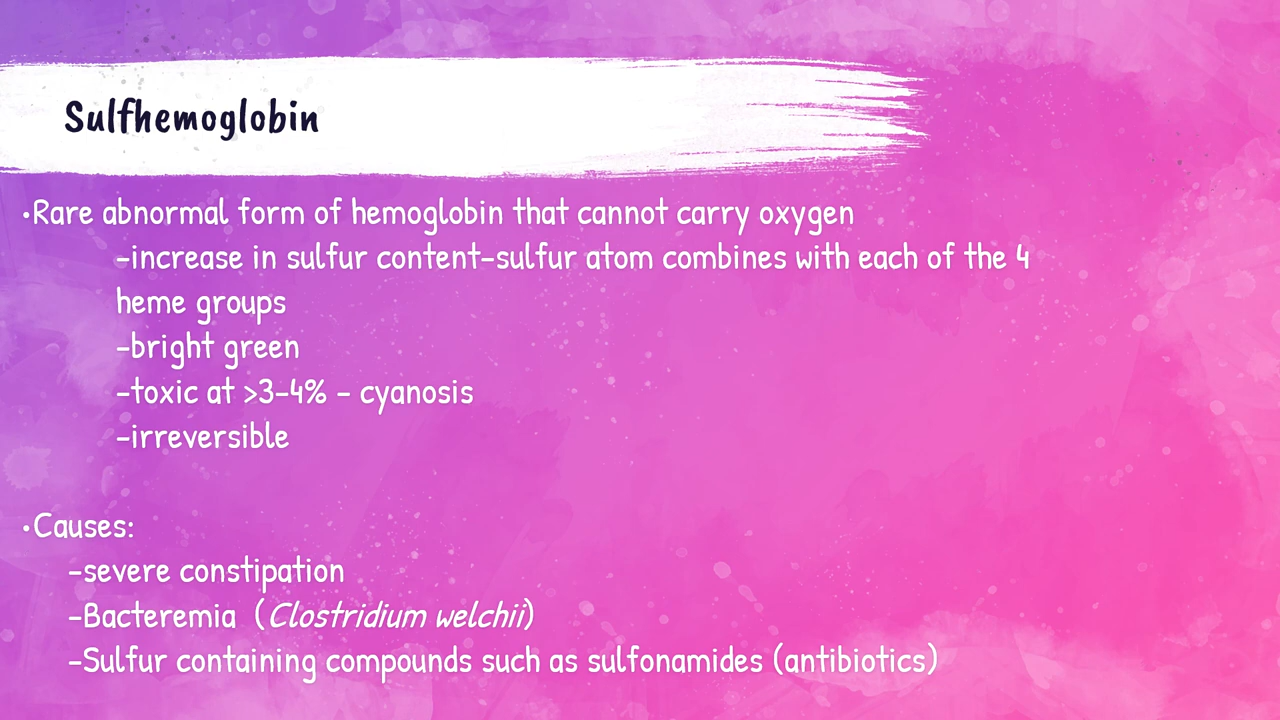 Sulfhemoglobin
•Rare abnormal form of hemoglobin that cannot carry oxygen
-increase in sulfur content-sulfur atom combines with each of the 4
heme groups
-bright green
-toxic at >3-4% - cyanosis
-irreversible
•Causes:
-severe constipation
-Bacteremia (Clostridium welchii)
-Sulfur containing compounds such as sulfonamides (antibiotics)